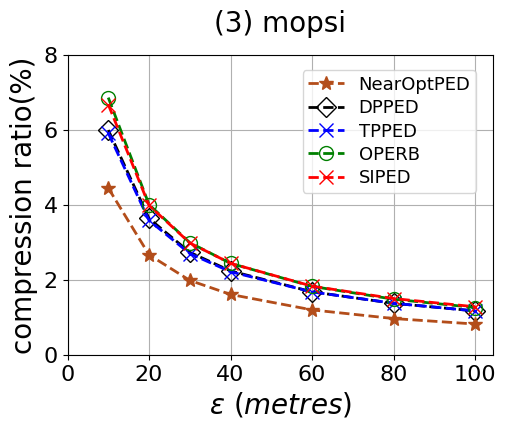 (3) mopsi
compression ratio(%)
8
6
4
2
0
NearOptPED
DPPED
TPPED
OPERB
SIPED
0 20 40 60 80 100
ε (metres)